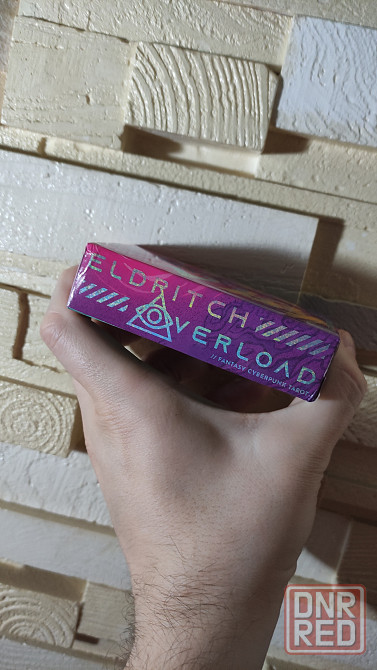 ELDRITCH
OVERLOAD
// FANTASY CYBERPUNK TAROT
DNR
RED